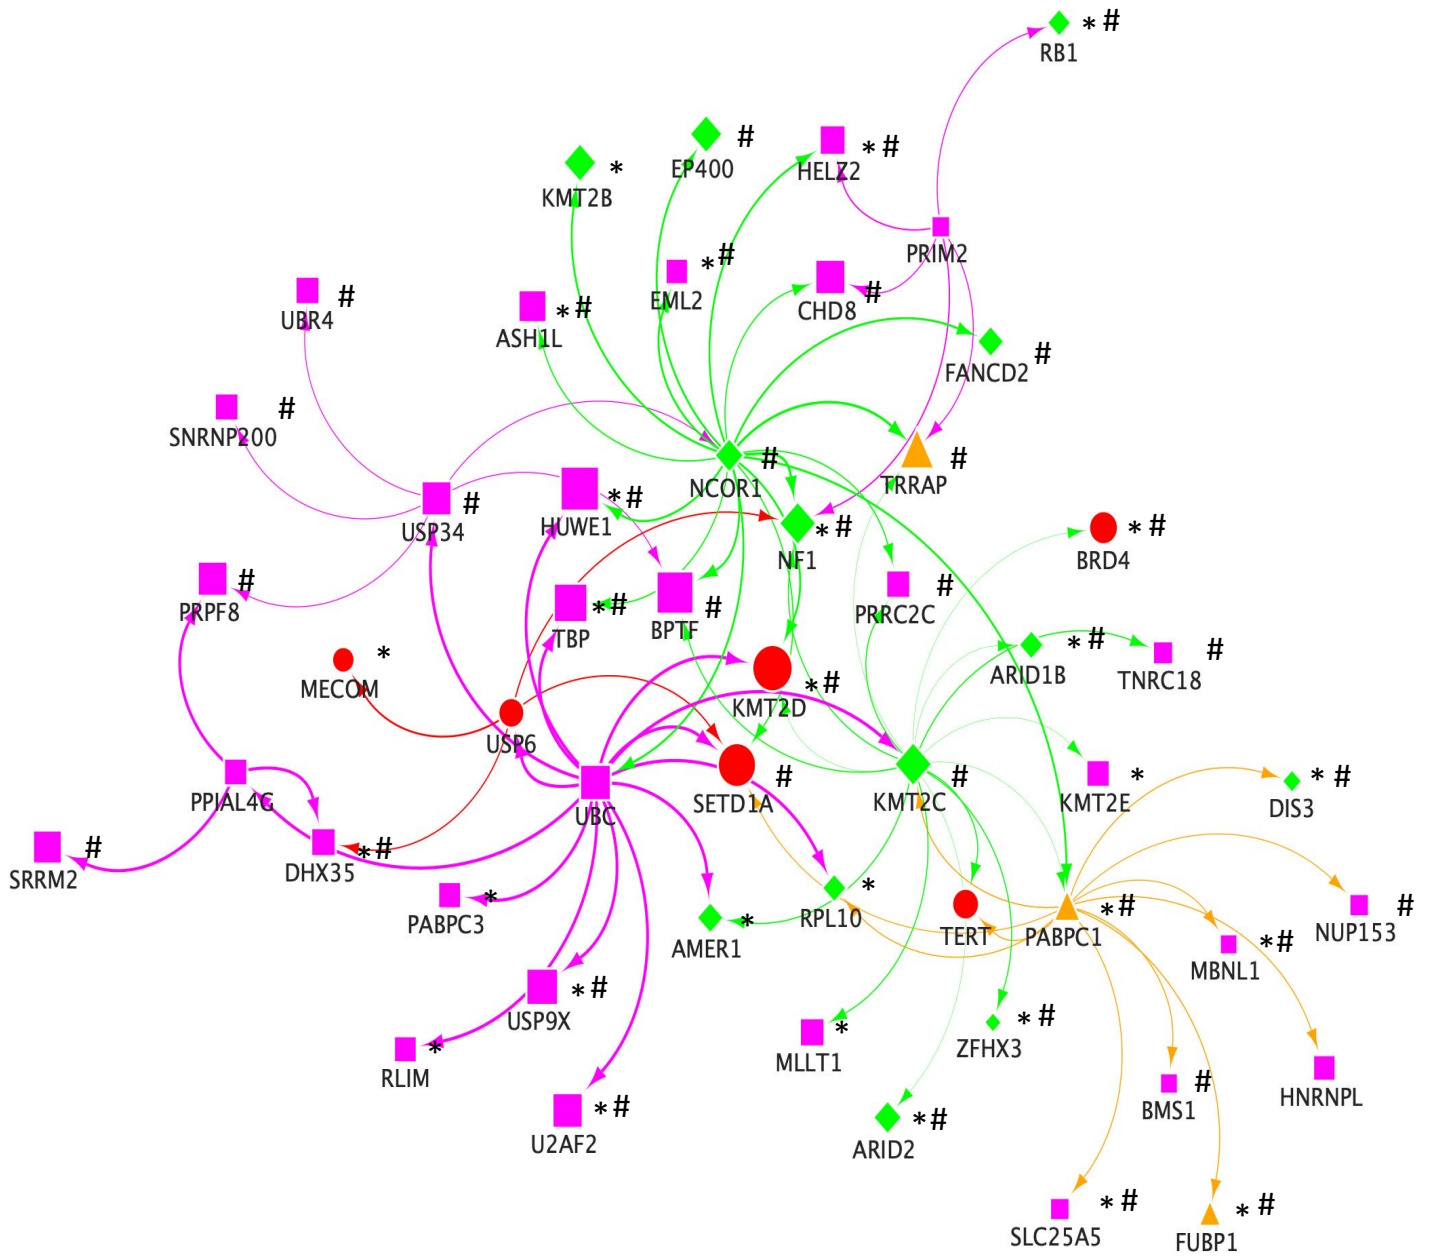 * #
RB1
#
EP400
* #
HELZ2
*
KMT2B
PRIM2
* #
EML2
#
CHD8
#
UBR4
* #
ASH1L
#
FANCD2
#
SNRNP200
#
NCOR1
#
TRRAP
#
USP34
* #
HUWE1
* #
NF1
* #
BRD4
#
PRPF8
* #
TBP
#
BPTF
#
PRRC2C
* #
ARID1B
#
TNRC18
*
MECOM
* #
KMT2D
USP6
UBC
#
SETD1A
#
KMT2C
*
KMT2E
* #
DIS3
PPIAL4G
#
SRRM2
* #
DHX35
*
PABPC3
*
AMER1
*
RPL10
TERT
* #
PABPC1
#
NUP153
* #
MBNL1
* #
USP9X
*
RLIM
*
MLLT1
* #
ZFHX3
#
BMS1
HNRNPL
* #
U2AF2
* #
ARID2
* #
SLC25A5
* #
FUBP1